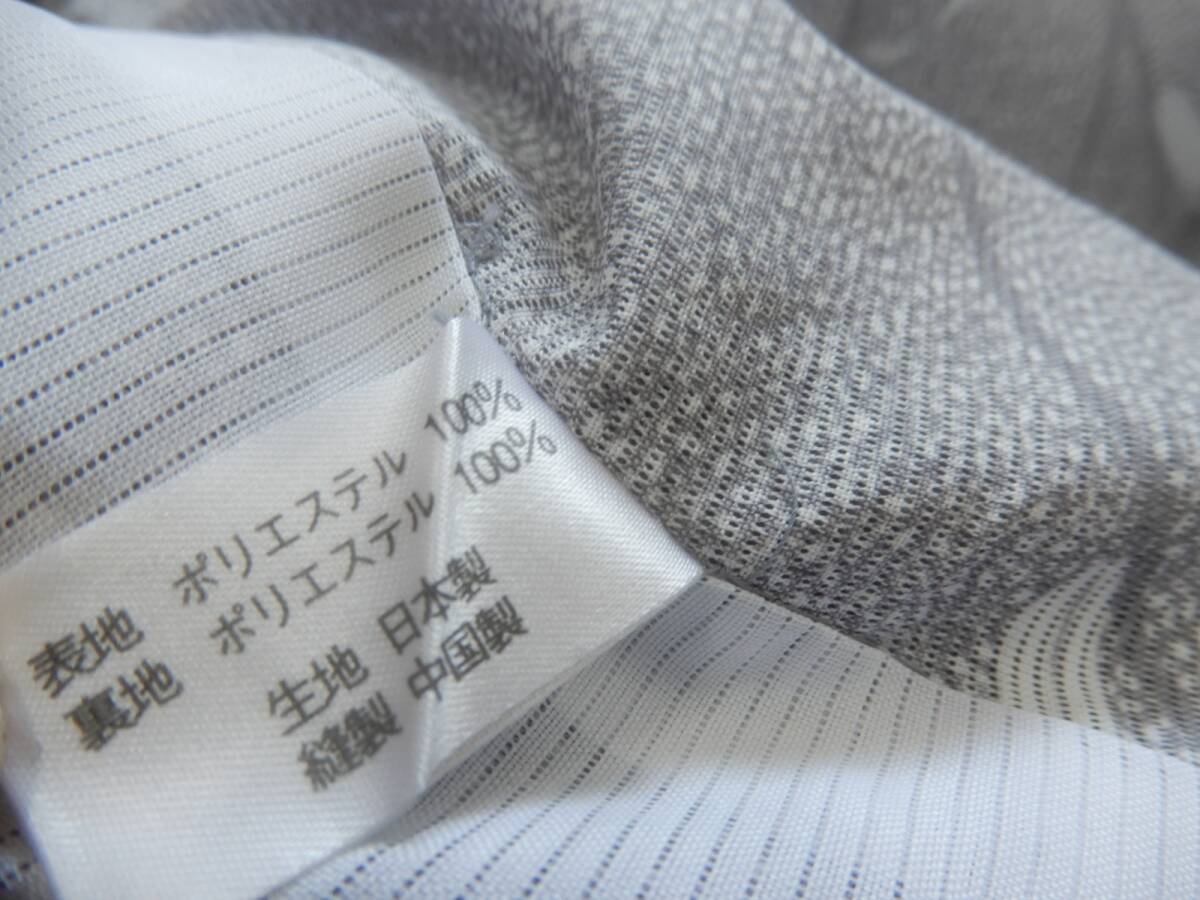 表地 ポリエステル 100%
裏地 ポリエステル 100%
生地 日本製
縫製 中国製